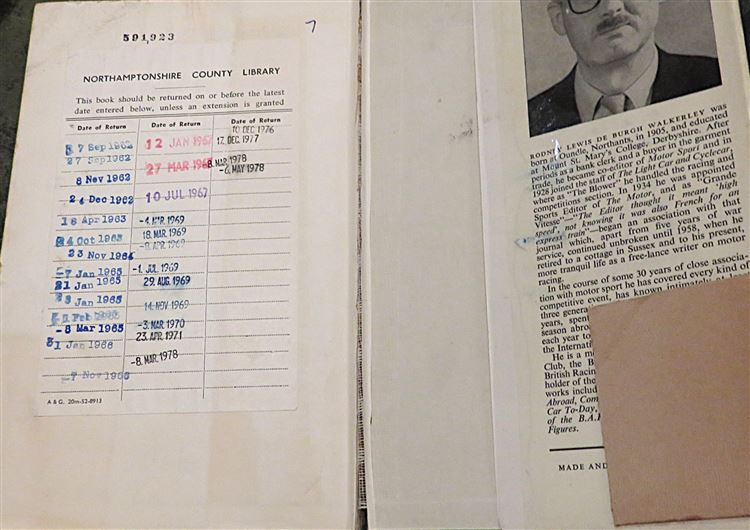 591,923
7
NORTHAMPTONSHIRE COUNTY LIBRARY
This book should be returned on or before the latest
date entered below, unless an extension is granted
Date of Return
7 Sep 1962
27 Sep 1962
8 Nov 1962
24 Dec 1962
18 Apr 1963
24 Oct 1963
23 Nov 1964
-7 Jan 1965
21 Jan 1965
Jan 1965
Feb 1965
-8 Mar 1965
31 Jan 1966
-7 Nov 1966
Date of Return
12 JAN 1967
27 MAR 1968
10 JUL 1967
-4 MAR 1969
18. MAR. 1969
-8. APR. 1969
-1. JUL. 1969
29. AUG. 1969
14. NOV. 1969
-3. MAR. 1970
23. APR. 1971
-8. MAR. 1978
Date of Return
10 DEC 1976
17. DEC. 1977
8. MAR. 1978
-6. MAY 1978
A & G. 20m-52-8913
RODNEY LEWIS DE BURGH WALKERLEY was
born at Oundle, Northants, in 1905, and educated
at Mount St. Mary's College, Derbyshire. After
periods as a bank clerk and a buyer in the garment
trade, he became co-editor of Motor Sport and in
1928 joined the staff of The Light Car and Cyclecar,
where as "The Blower" he handled the racing and
competitions section. In 1934 he was appointed
Sports Editor of The Motor, and as "Grande
Vitesse"—"The Editor thought it meant 'high
speed', not knowing it was also French for an
express train"—began an association with that
journal which, apart from five years of war
service, continued unbroken until 1958, when he
retired to a cottage in Sussex and to his present,
more tranquil life as a free-lance writer on motor
racing.
In the course of some 30 years of close associa-
tion with motor sport he has covered every kind of
competitive event, has known intimately
three genera
years, spent
season abro
each year to
the Internati
He is a m
Club, the B
British Racin
holder of the
works includ
Abroad, Com
Car To-Day,
of the B.A.R
Figures.
MADE AND